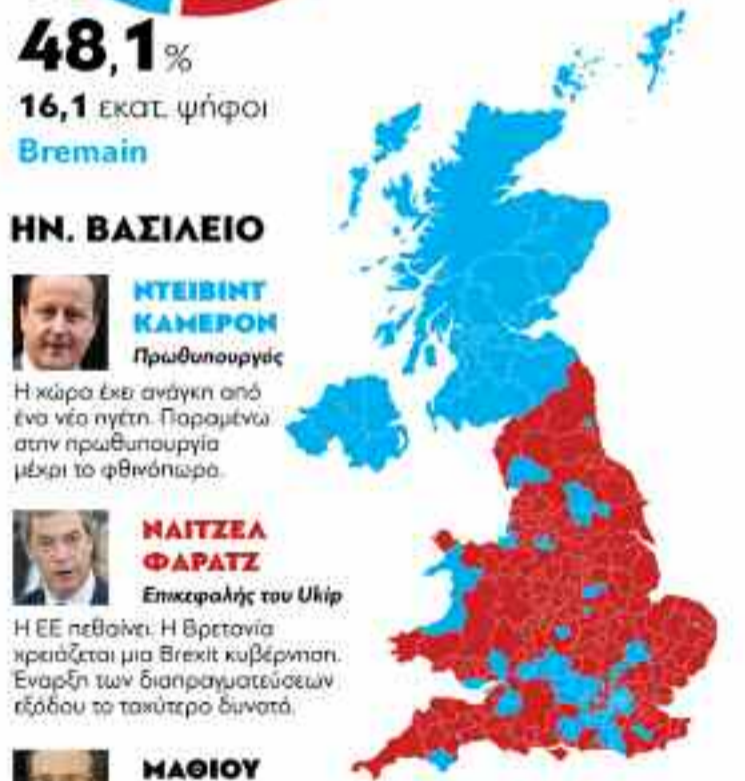 48,1%
16,1 εκατ. ψήφοι
Bremain
ΗΝ. ΒΑΣΙΛΕΙΟ
ΝΤΕΙΒΙΝΤ
ΚΑΜΕΡΟΝ
Πρωθυπουργός
Η χώρα έχει ανάγκη από
ένα νέο ηγέτη. Παραμένω
στην πρωθυπουργία
μέχρι το φθινόπωρο.
ΝΑΙΤΖΕΛ
ΦΑΡΑΤΖ
Επικεφαλής του Ukip
Η ΕΕ πεθαίνει. Η Βρετανία
χρειάζεται μια Brexit κυβέρνηση.
Έναρξη των διαπραγματεύσεων
εξόδου το ταχύτερο δυνατό.
ΜΑΘΙΟΥ